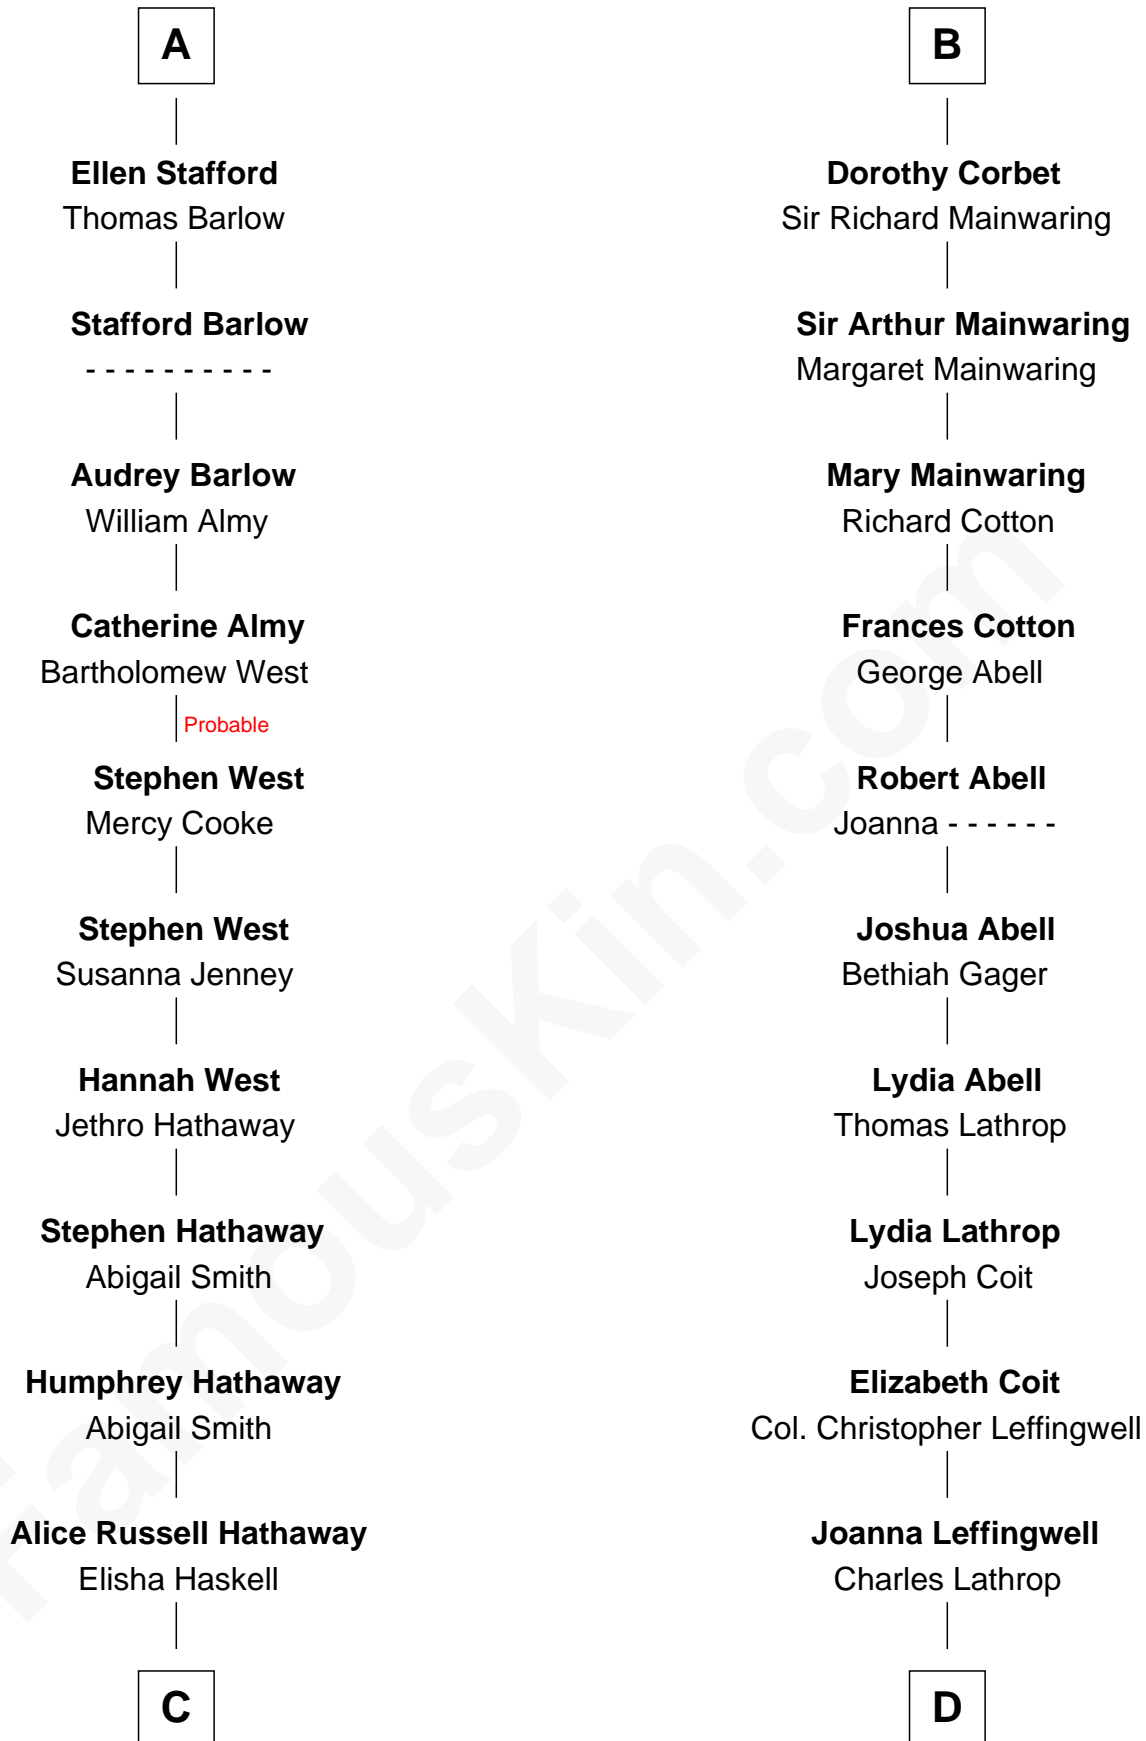 A
Ellen Stafford
Thomas Barlow
Stafford Barlow
- - - - - - - - - -
Audrey Barlow
William Almy
Catherine Almy
Bartholomew West
Probable
Stephen West
Mercy Cooke
Stephen West
Susanna Jenney
Hannah West
Jethro Hathaway
Stephen Hathaway
Abigail Smith
Humphrey Hathaway
Abigail Smith
Alice Russell Hathaway
Elisha Haskell
C
B
Dorothy Corbet
Sir Richard Mainwaring
Sir Arthur Mainwaring
Margaret Mainwaring
Mary Mainwaring
Richard Cotton
Frances Cotton
George Abell
Robert Abell
Joanna - - - - - -
Joshua Abell
Bethiah Gager
Lydia Abell
Thomas Lathrop
Lydia Lathrop
Joseph Coit
Elizabeth Coit
Col. Christopher Leffingwell
Joanna Leffingwell
Charles Lathrop
D
FamousKin.com